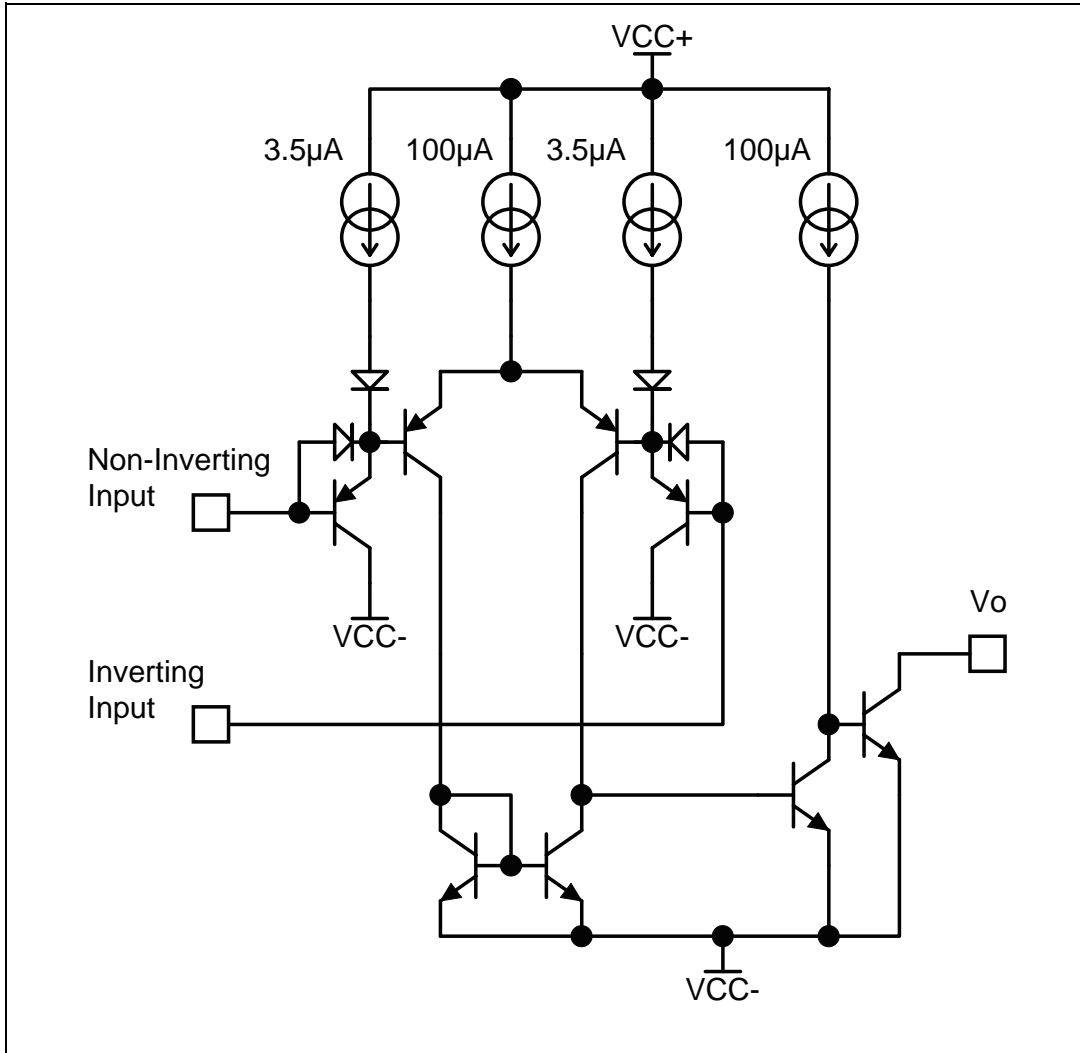 VCC+
3.5µA
100µA
3.5µA
100µA
Non-Inverting
Input
VCC-
VCC-
Vo
Inverting
Input
VCC-